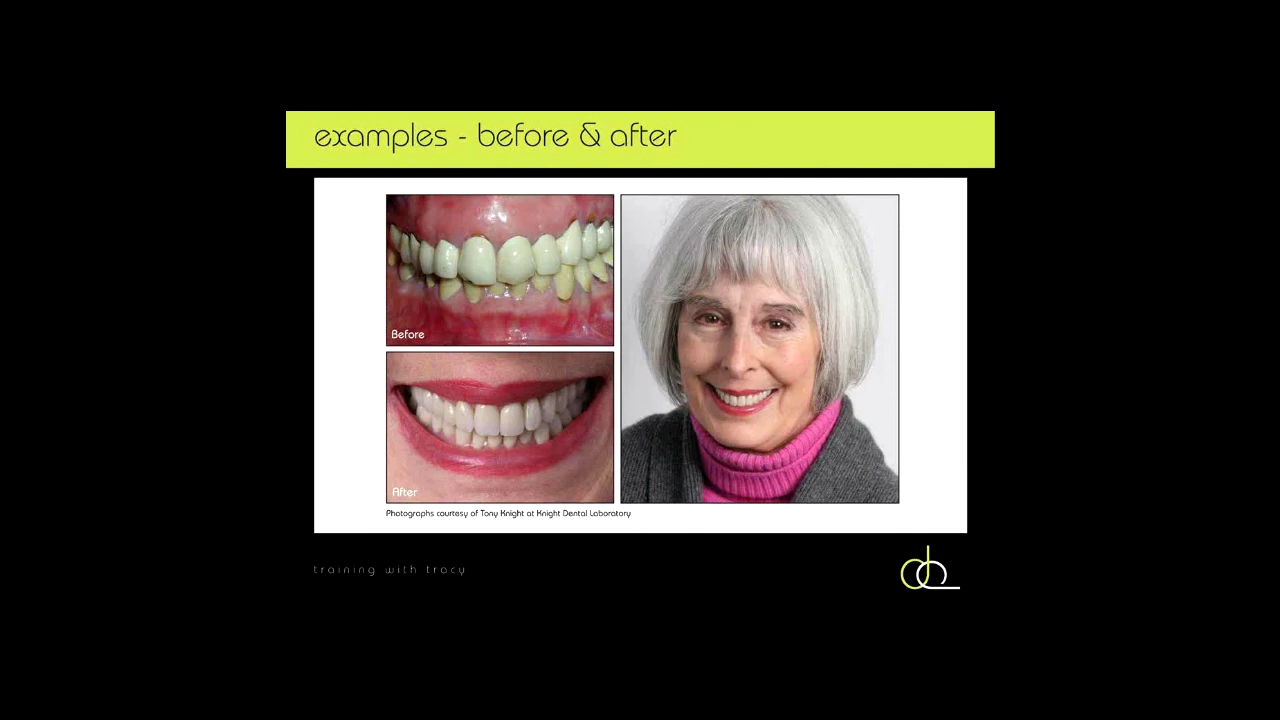 examples - before & after
Before
After
Photographs courtesy of Tony Knight at Knight Dental Laboratory
training with tracy